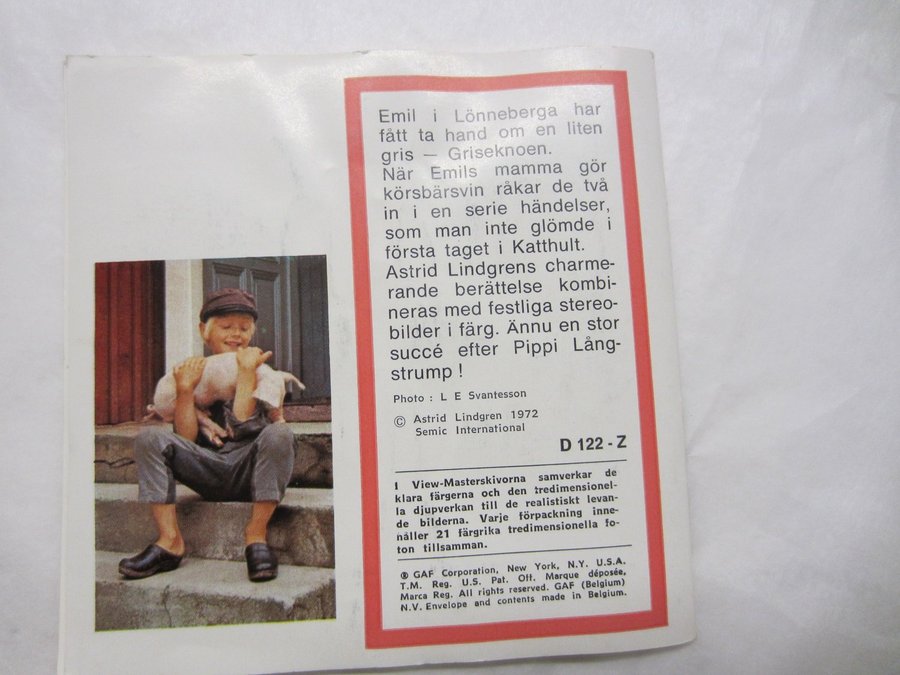 Emil i Lönneberga har
fått ta hand om en liten
gris — Griseknoen.
När Emils mamma gör
körsbärsvin råkar de två
in i en serie händelser,
som man inte glömde i
första taget i Katthult.
Astrid Lindgrens charme-
rande berättelse kombi-
neras med festliga stereo-
bilder i färg. Ännu en stor
succé efter Pippi Lång-
strump !
Photo : L E Svantesson
© Astrid Lindgren 1972
Semic International
D 122 - Z
I View-Masterskivorna samverkar de
klara färgerna och den tredimensionel-
la djupverkan till de realistiskt levan-
de bilderna. Varje förpackning inne-
håller 21 färgrika tredimensionella fo-
ton tillsamman.
® GAF Corporation, New York, N.Y. U.S.A.
T.M. Reg. U.S. Pat. Off. Marque déposée,
Marca Reg. All rights reserved. GAF (Belgium)
N.V. Envelope and contents made in Belgium.